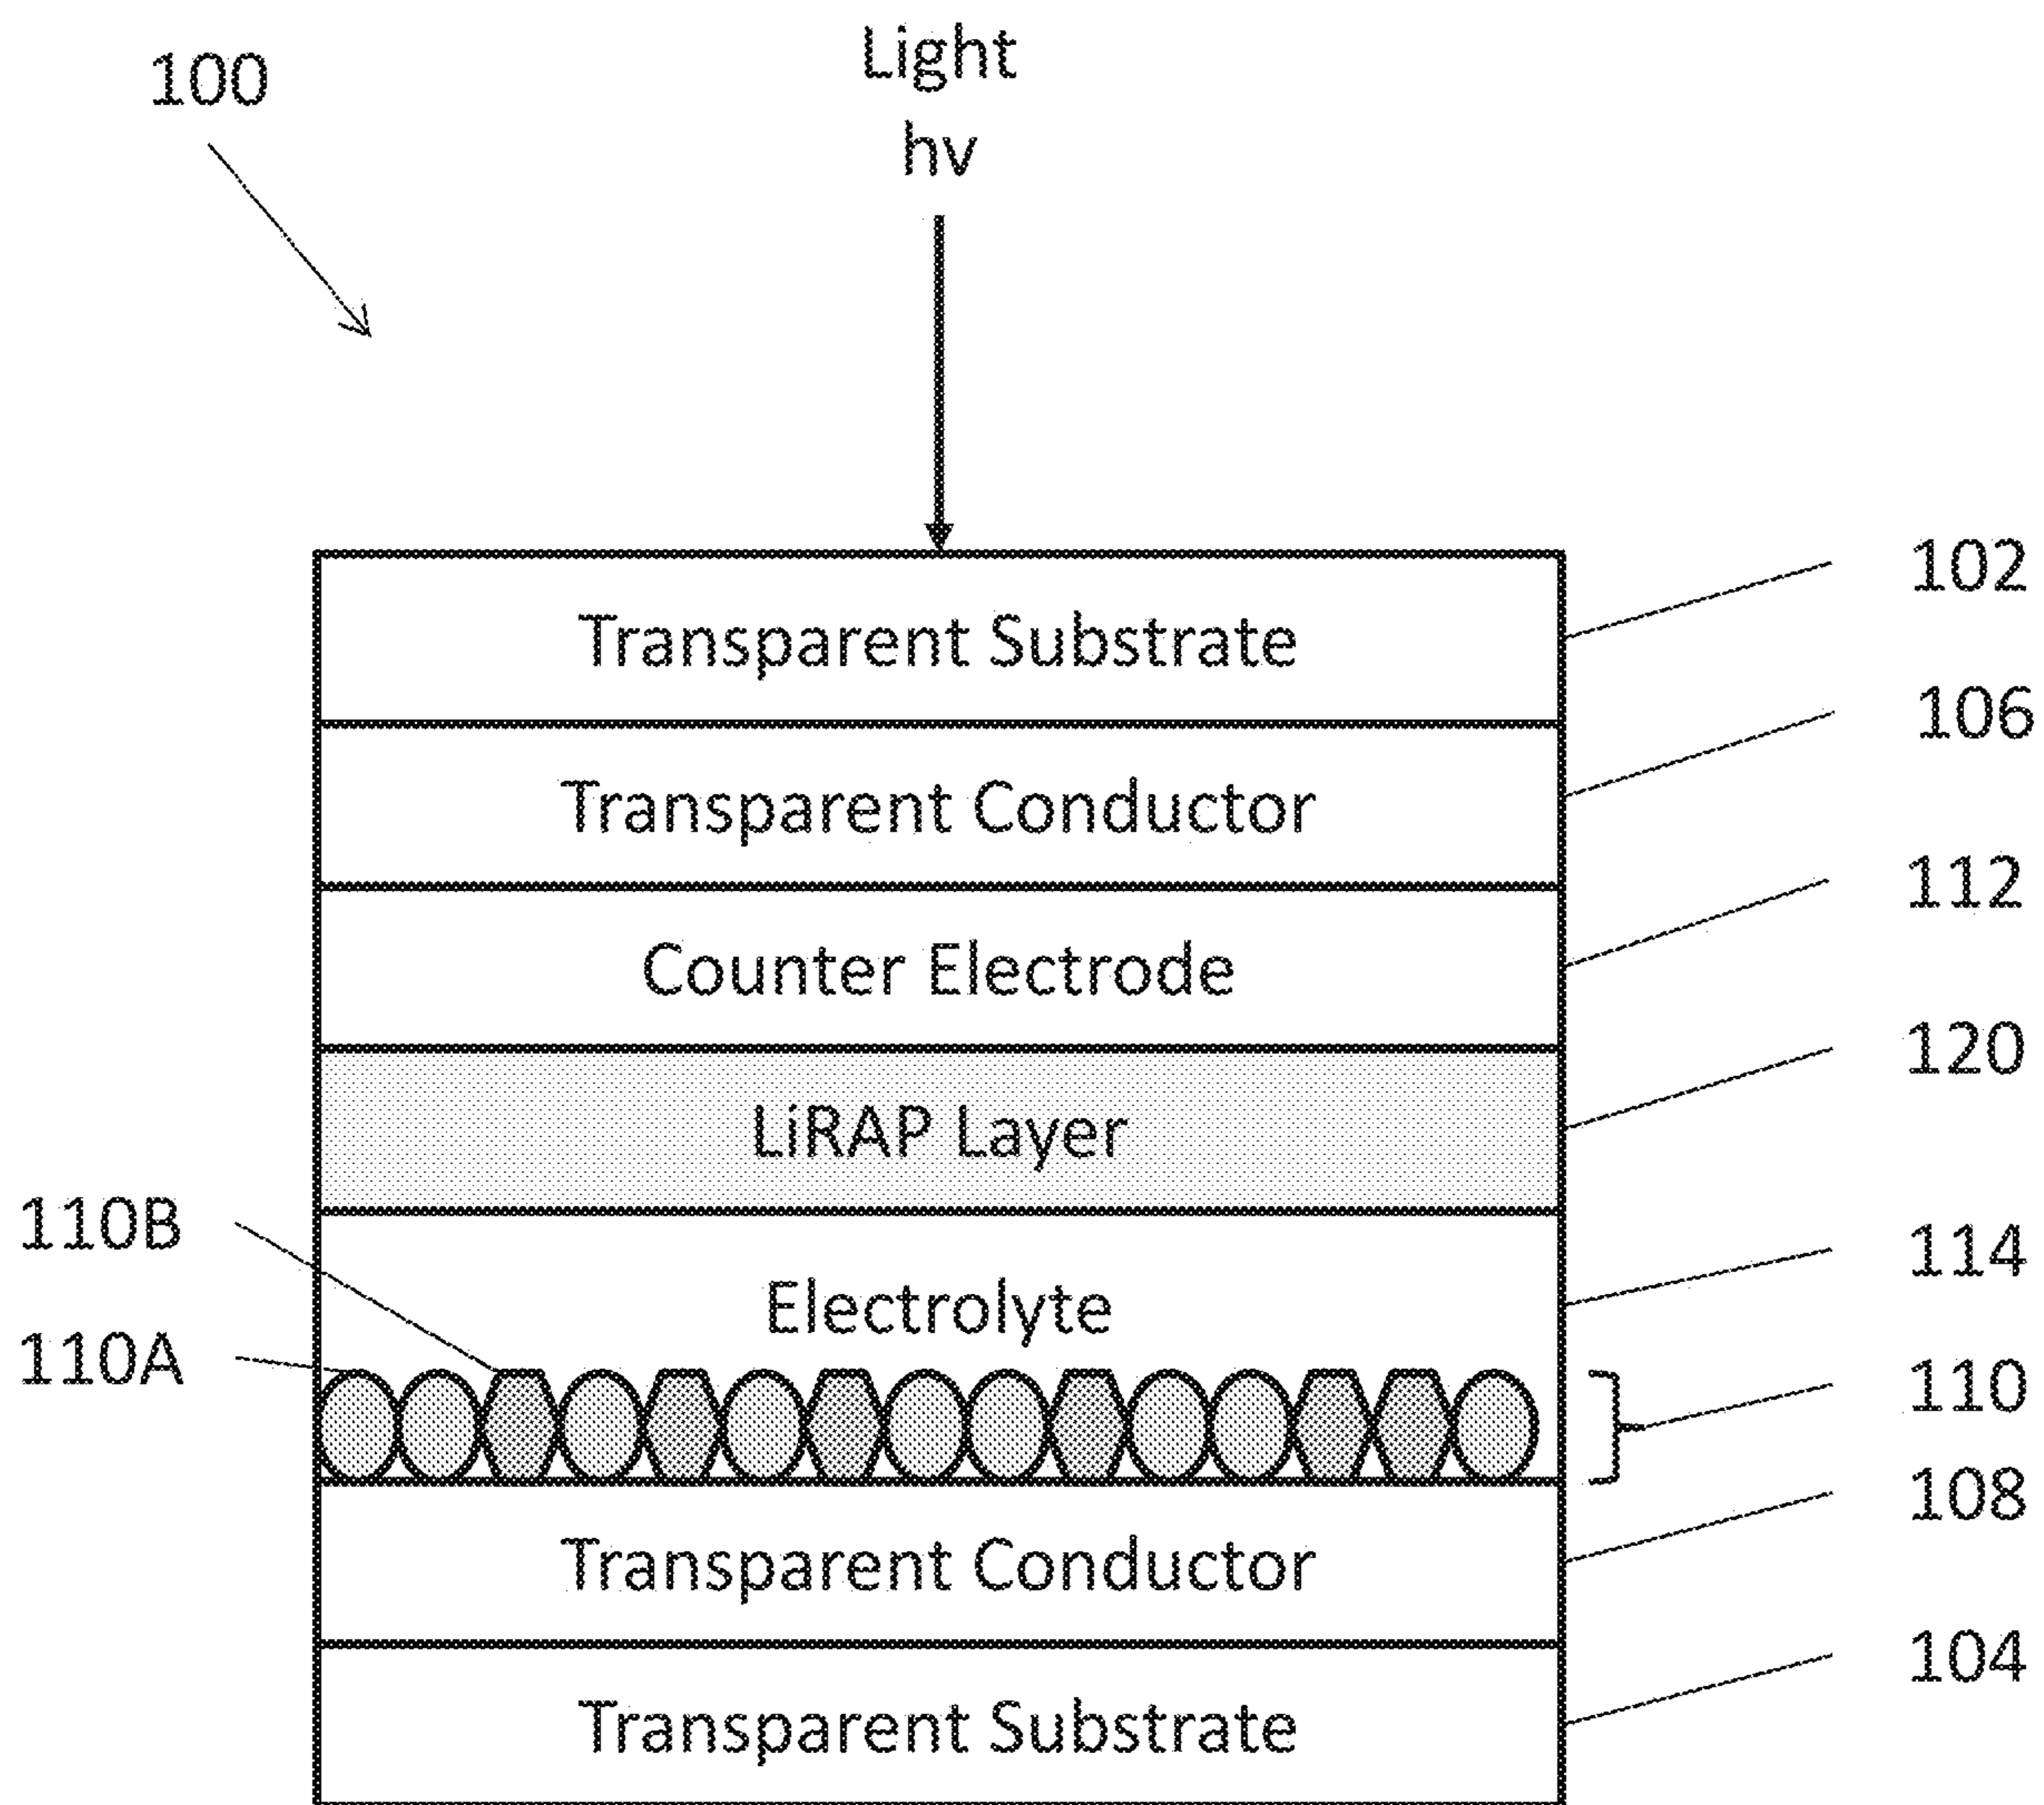 100
Light
hv
Transparent Substrate
102
Transparent Conductor
106
Counter Electrode
112
LiRAP Layer
120
110B
Electrolyte
114
110A
110
Transparent Conductor
108
Transparent Substrate
104